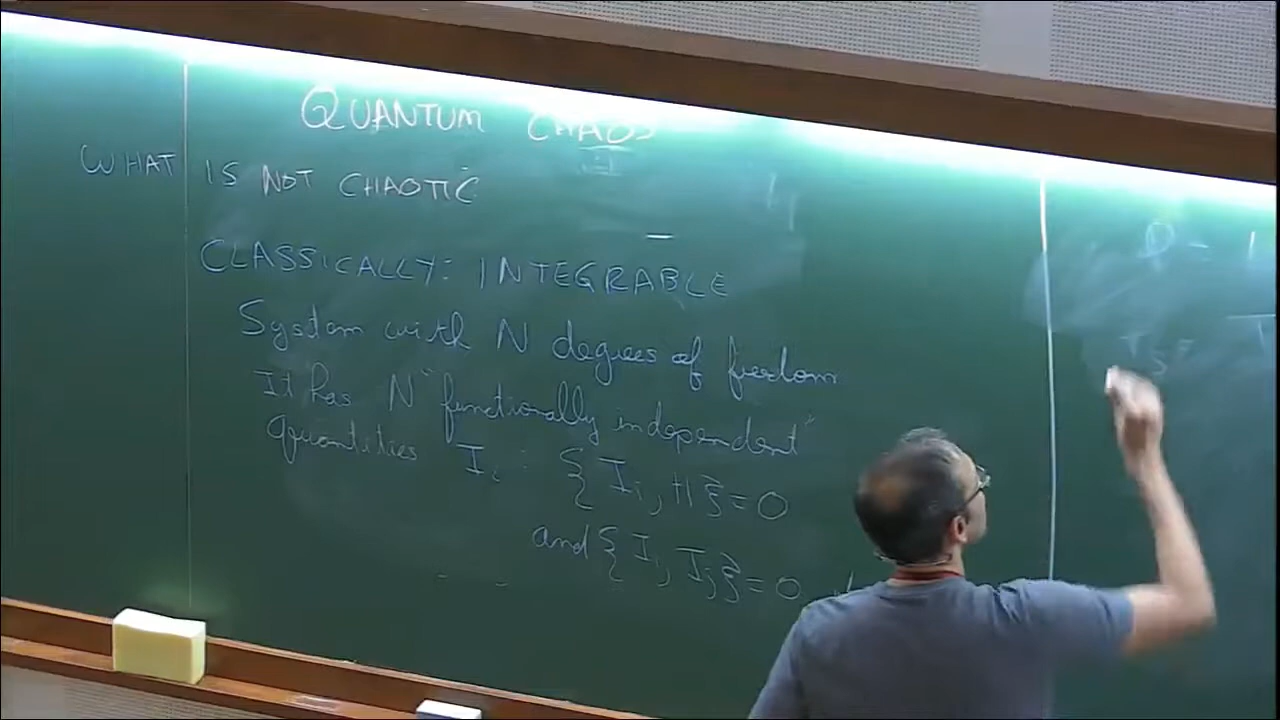 QUANTUM CHAOS
WHAT IS NOT CHAOTIC
CLASSICALLY: INTEGRABLE
System with N degrees of freedom
It has N "functionally independent"
quantities I_i : {I_i, H}=0
and {I_i, I_j}=0